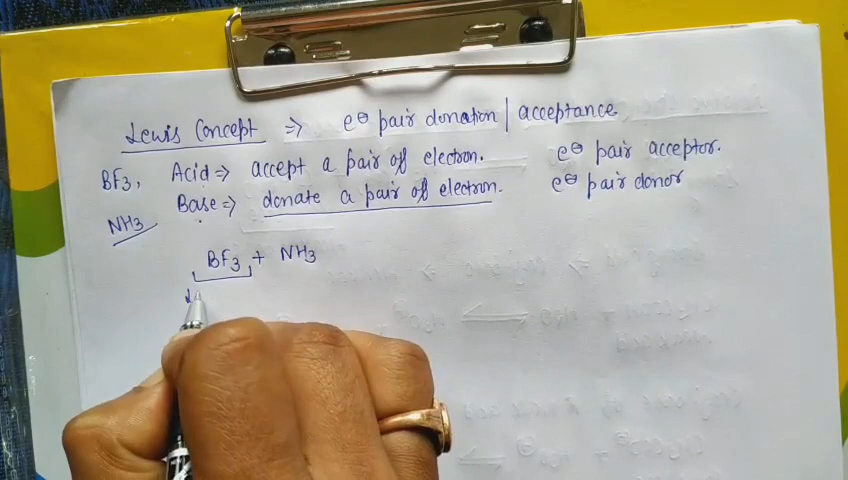 Lewis Concept ⇒ e⊖ pair donation | acceptance
BF3, Acid ⇒ accept a pair of electron. e⊖ pair acceptor.
Base ⇒ donate a pair of electron. e⊖ pair donor
NH3
BF3 + NH3